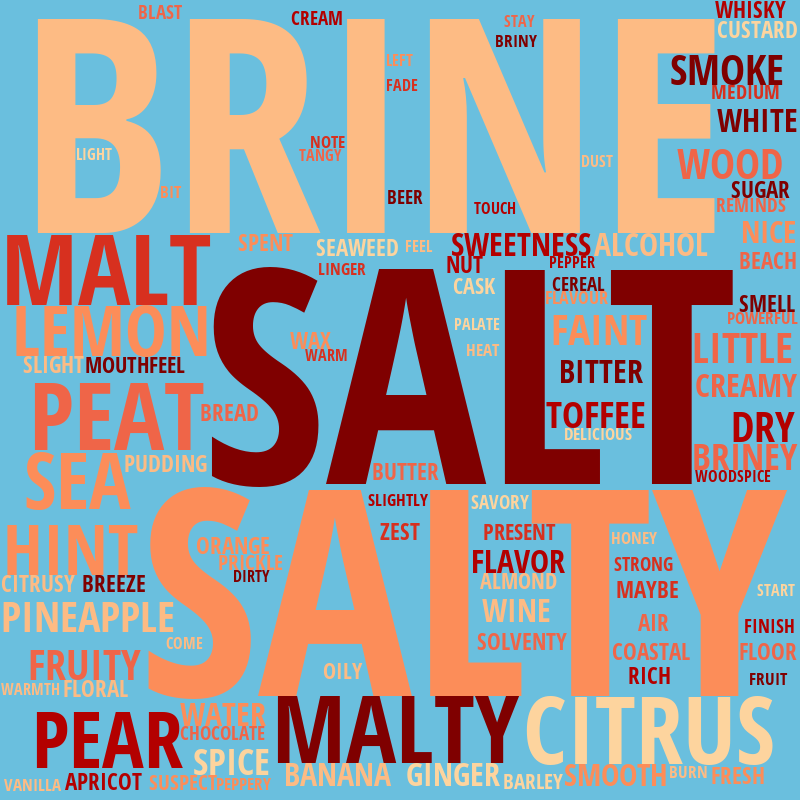 BLAST
CREAM
STAY
WHISKY
CUSTARD
BRINE
BRINY
LEFT
SMOKE
FADE
MEDIUM
WHITE
NOTE
LIGHT
TANGY
DUST
WOOD
BIT
BEER
SUGAR
TOUCH
REMINDS
NICE
MALT
SPENT
SEAWEED
FEEL
SWEETNESS
ALCOHOL
LINGER
NUT
PEPPER
BEACH
SALT
CASK
CEREAL
FLAVOUR
SMELL
LEMON
PALATE
FAINT
POWERFUL
WAX
WARM
HEAT
LITTLE
SLIGHT
MOUTHFEEL
BITTER
CREAMY
PEAT
BREAD
TOFFEE
DRY
DELICIOUS
BRINEY
SEA
PUDDING
BUTTER
WOODSPICE
SALTY
SLIGHTLY
SAVORY
HINT
ZEST
PRESENT
HONEY
ORANGE
PRICKLE
FLAVOR
STRONG
DIRTY
CITRUSY
BREEZE
ALMOND
MAYBE
START
PINEAPPLE
WINE
AIR
FINISH
COME
SOLVENTY
COASTAL
FLOOR
FRUITY
OILY
RICH
FRUIT
WARMTH
FLORAL
PEAR
WATER
MALTY
CITRUS
CHOCOLATE
SPICE
BANANA
GINGER
BARLEY
SMOOTH
BURN
FRESH
VANILLA
APRICOT
SUSPECT
PEPPERY